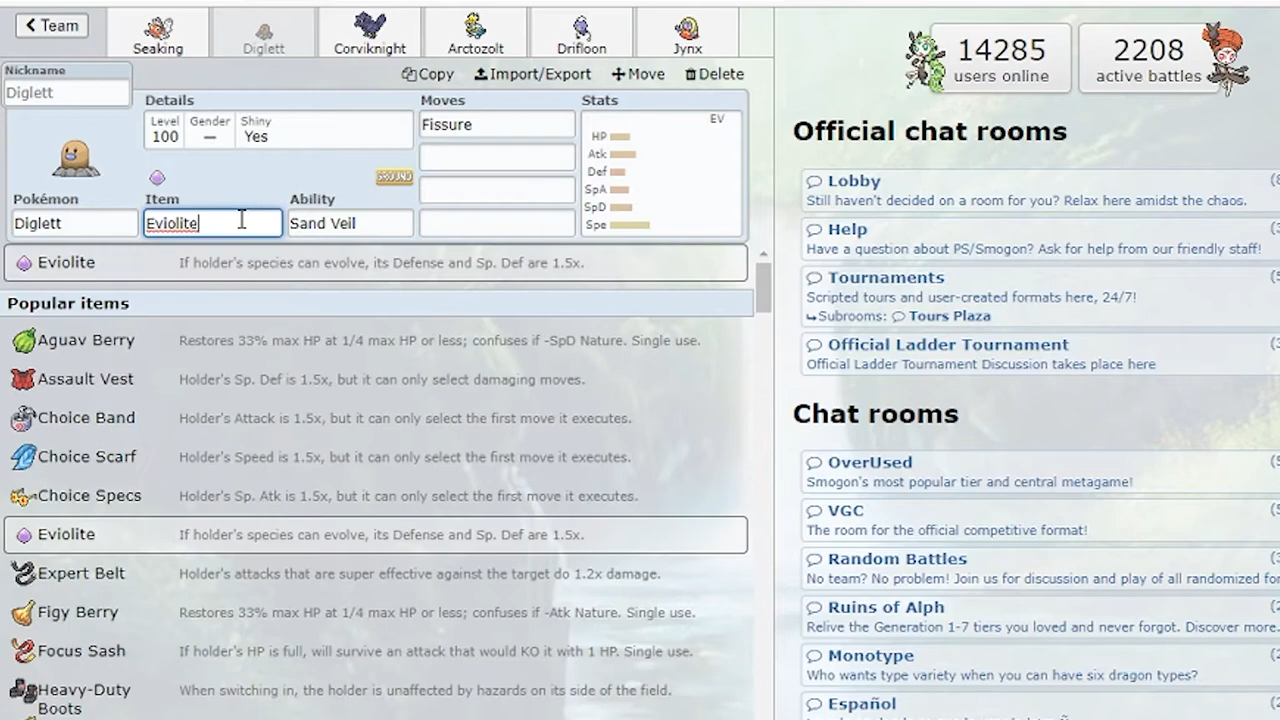 Team
Seaking
Diglett
Corviknight
Arctozolt
Drifloon
Jynx
Copy
Import/Export
Move
Delete
Nickname
Diglett
Details
Level
100
Gender
—
Shiny
Yes
GROUND
Pokémon
Diglett
Item
Eviolite
Ability
Sand Veil
Moves
Fissure
Stats
EV
HP
Atk
Def
SpA
SpD
Spe
Eviolite If holder's species can evolve, its Defense and Sp. Def are 1.5x.
Popular items
Aguav Berry Restores 33% max HP at 1/4 max HP or less; confuses if -SpD Nature. Single use.
Assault Vest Holder's Sp. Def is 1.5x, but it can only select damaging moves.
Choice Band Holder's Attack is 1.5x, but it can only select the first move it executes.
Choice Scarf Holder's Speed is 1.5x, but it can only select the first move it executes.
Choice Specs Holder's Sp. Atk is 1.5x, but it can only select the first move it executes.
Eviolite If holder's species can evolve, its Defense and Sp. Def are 1.5x.
Expert Belt Holder's attacks that are super effective against the target do 1.2x damage.
Figy Berry Restores 33% max HP at 1/4 max HP or less; confuses if -Atk Nature. Single use.
Focus Sash If holder's HP is full, will survive an attack that would KO it with 1 HP. Single use.
Heavy-Duty Boots When switching in, the holder is unaffected by hazards on its side of the field.
14285
users online
2208
active battles
Official chat rooms
Lobby
Still haven't decided on a room for you? Relax here amidst the chaos.
Help
Have a question about PS/Smogon? Ask for help from our friendly staff!
Tournaments
Scripted tours and user-created formats here, 24/7!
↳Subrooms: Tours Plaza
Official Ladder Tournament
Official Ladder Tournament Discussion takes place here
Chat rooms
OverUsed
Smogon's most popular tier and central metagame!
VGC
The room for the official competitive format!
Random Battles
No team? No problem! Join us for discussion and play of all randomized
Ruins of Alph
Relive the Generation 1-7 tiers you loved and never forgot. Discover more.
Monotype
Who wants type variety when you can have six dragon types?
Español